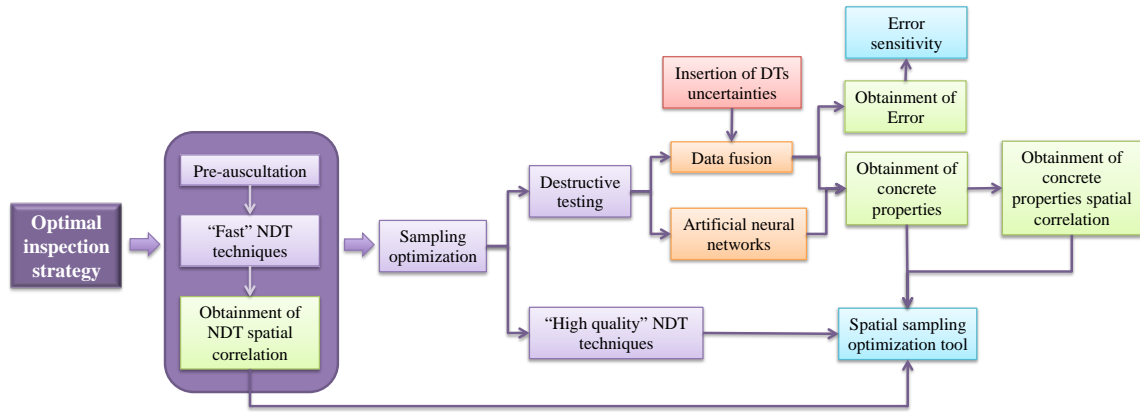 Optimal
inspection
strategy
Pre-auscultation
“Fast” NDT
techniques
Obtainment of
NDT spatial
correlation
Sampling
optimization
Destructive
testing
“High quality” NDT
techniques
Insertion of DTs
uncertainties
Data fusion
Artificial neural
networks
Error
sensitivity
Obtainment of
Error
Obtainment of
concrete
properties
Obtainment of
concrete
properties spatial
correlation
Spatial sampling
optimization tool